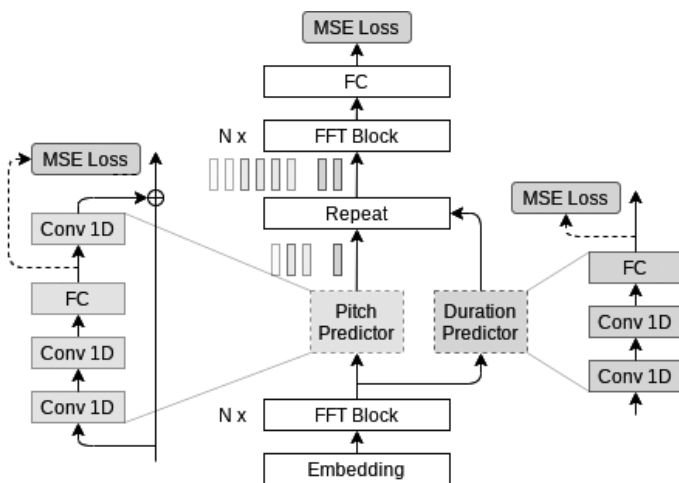 MSE Loss
FC
N x
FFT Block
Repeat
Pitch
Predictor
Duration
Predictor
N x
FFT Block
Embedding
MSE Loss
Conv 1D
FC
Conv 1D
Conv 1D
MSE Loss
FC
Conv 1D
Conv 1D